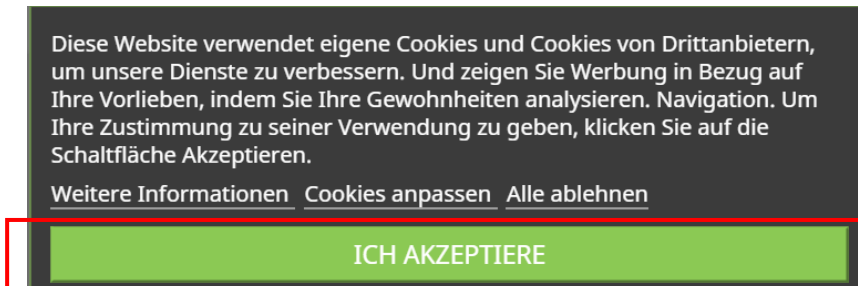 Diese Website verwendet eigene Cookies und Cookies von Drittanbietern,
um unsere Dienste zu verbessern. Und zeigen Sie Werbung in Bezug auf
Ihre Vorlieben, indem Sie Ihre Gewohnheiten analysieren. Navigation. Um
Ihre Zustimmung zu seiner Verwendung zu geben, klicken Sie auf die
Schaltfläche Akzeptieren.
Weitere Informationen Cookies anpassen Alle ablehnen
ICH AKZEPTIERE